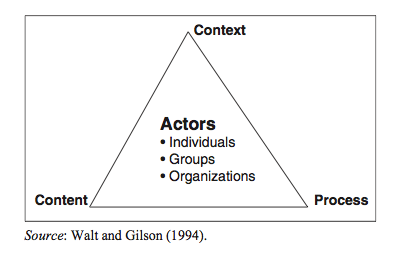 Context
Actors
• Individuals
• Groups
• Organizations
Content
Process
Source: Walt and Gilson (1994).